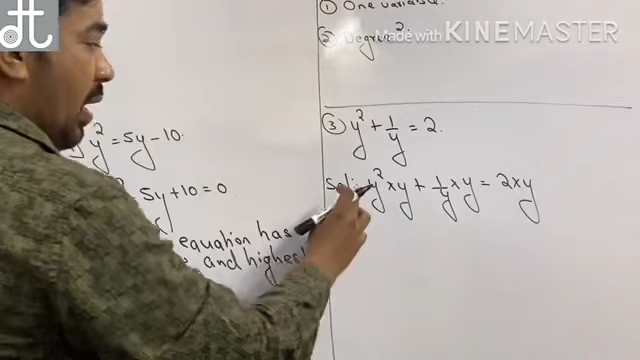 ① One variable.
② Degree 2.
Made with KINEMASTER
y² = 5y - 10.
5y + 10 = 0
equation has
and highes
③ y² + 1/y = 2.
Sol:- y² × y + 1/y × y = 2 × y